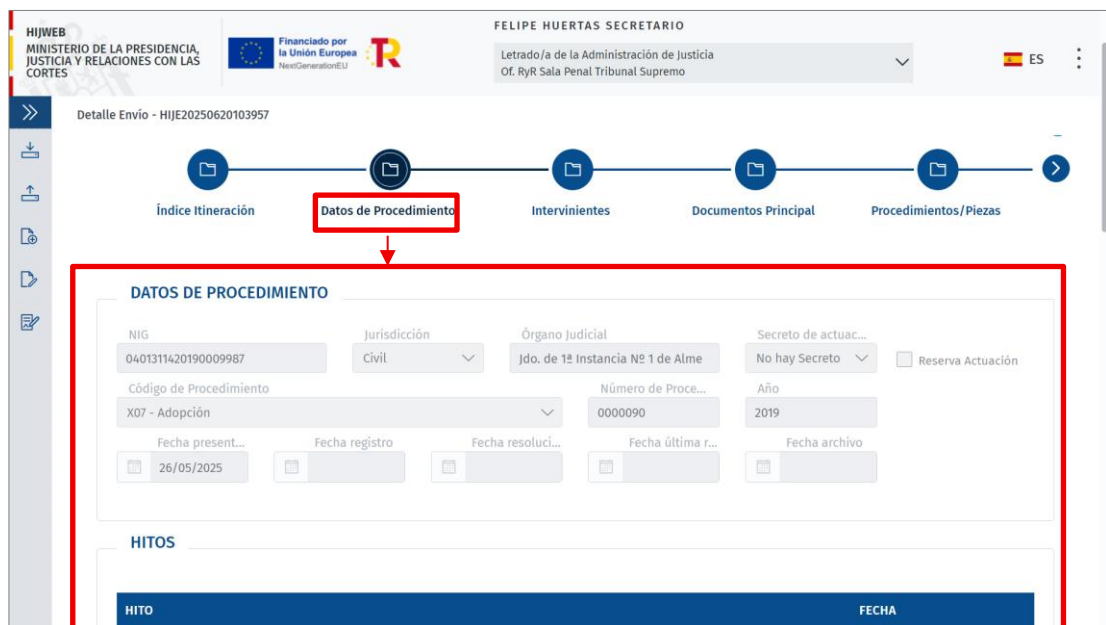 HIJWEB
MINISTERIO DE LA PRESIDENCIA,
JUSTICIA Y RELACIONES CON LAS
CORTES
Financiado por
la Unión Europea
NextGenerationEU
FELIPE HUERTAS SECRETARIO
Letrado/a de la Administración de Justicia
Of. RyR Sala Penal Tribunal Supremo
ES
Detalle Envío - HIJE20250620103957
Índice Itineración
Datos de Procedimiento
Intervinientes
Documentos Principal
Procedimientos/Piezas
DATOS DE PROCEDIMIENTO
NIG
Jurisdicción
Órgano Judicial
Secreto de actuac...
0401311420190009987
Civil
Jdo. de 1ª Instancia Nº 1 de Alme
No hay Secreto
Reserva Actuación
Código de Procedimiento
Número de Proce...
Año
X07 - Adopción
0000090
2019
Fecha present...
Fecha registro
Fecha resoluci...
Fecha última r...
Fecha archivo
26/05/2025
HITOS
HITO
FECHA